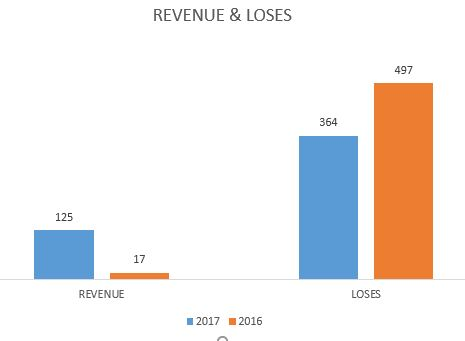 REVENUE & LOSES
497
364
125
17
REVENUE LOSES
2017 2016